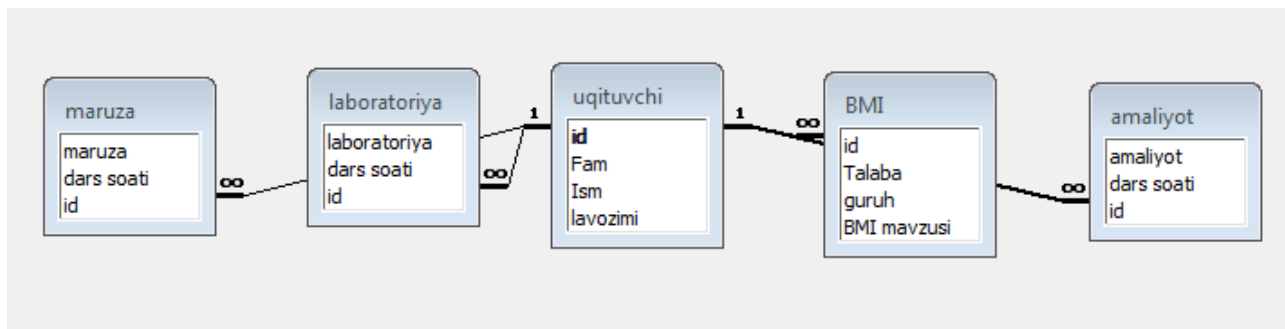 maruza
maruza
dars soati
id
∞
laboratoriya
laboratoriya
dars soati
id
∞
1
uqituvchi
id
Fam
Ism
lavozimi
1
∞
BMI
id
Talaba
guruh
BMI mavzusi
∞
amaliyot
amaliyot
dars soati
id